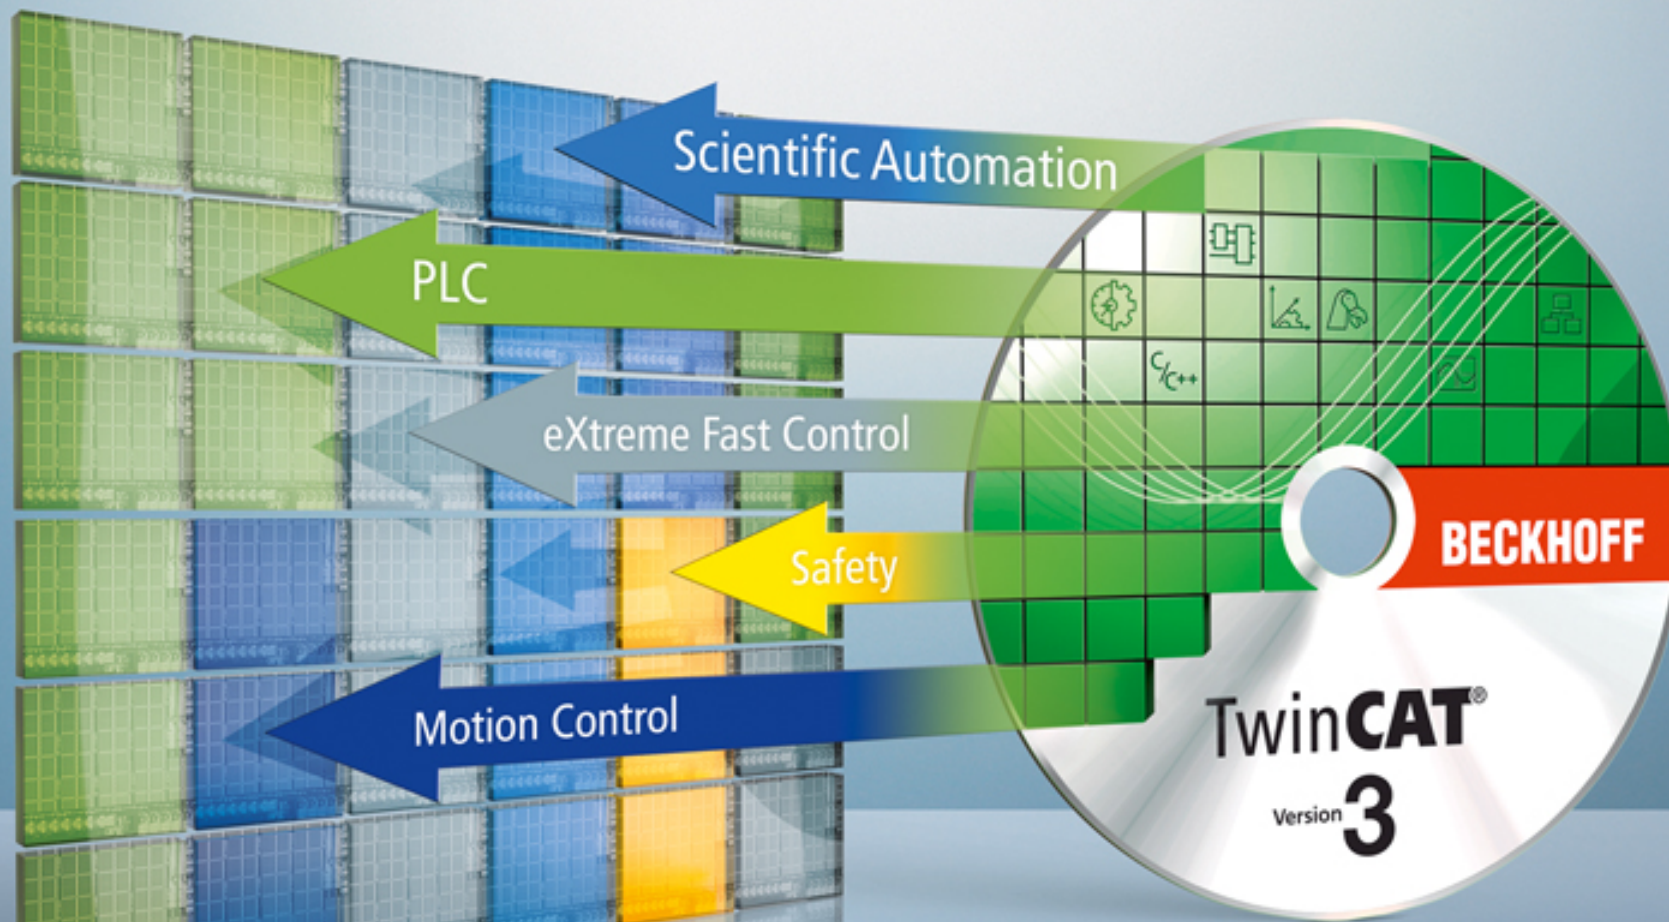 Scientific Automation
PLC
eXtreme Fast Control
Safety
Motion Control
C/C++
BECKHOFF
TwinCAT®
Version 3